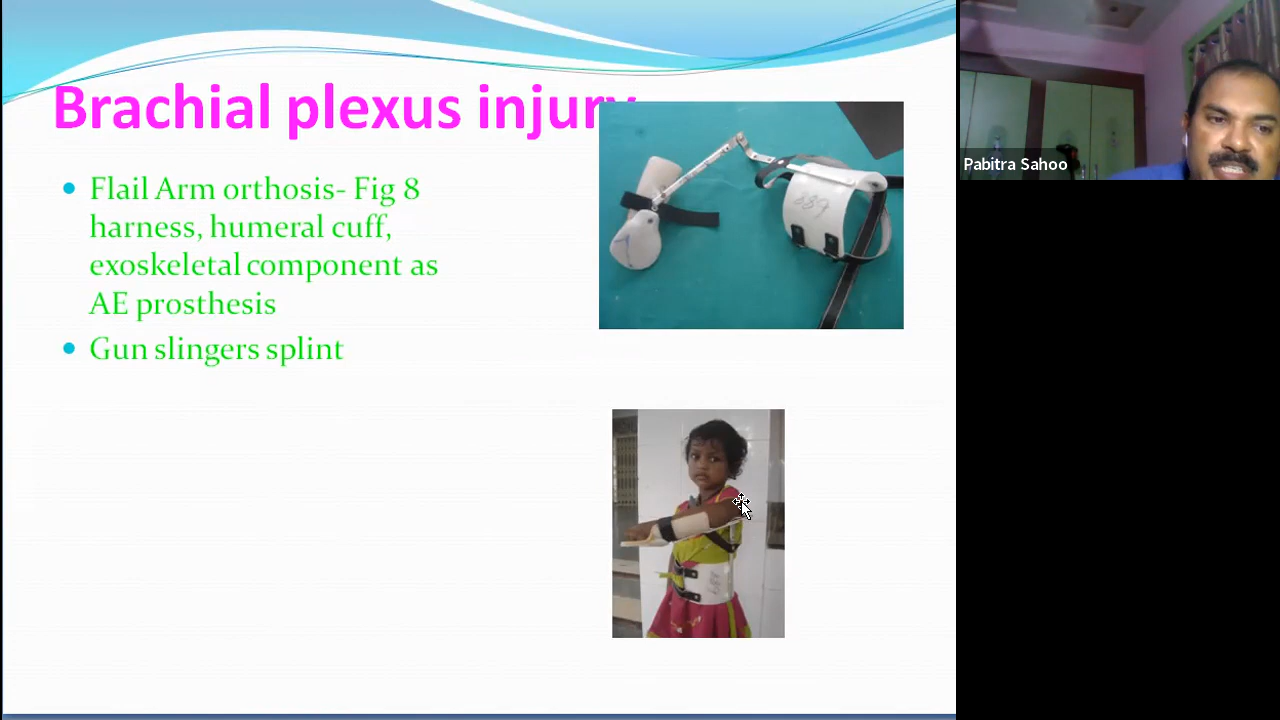 Brachial plexus injury
Flail Arm orthosis- Fig 8
harness, humeral cuff,
exoskeletal component as
AE prosthesis
Gun slingers splint
Pabitra Sahoo